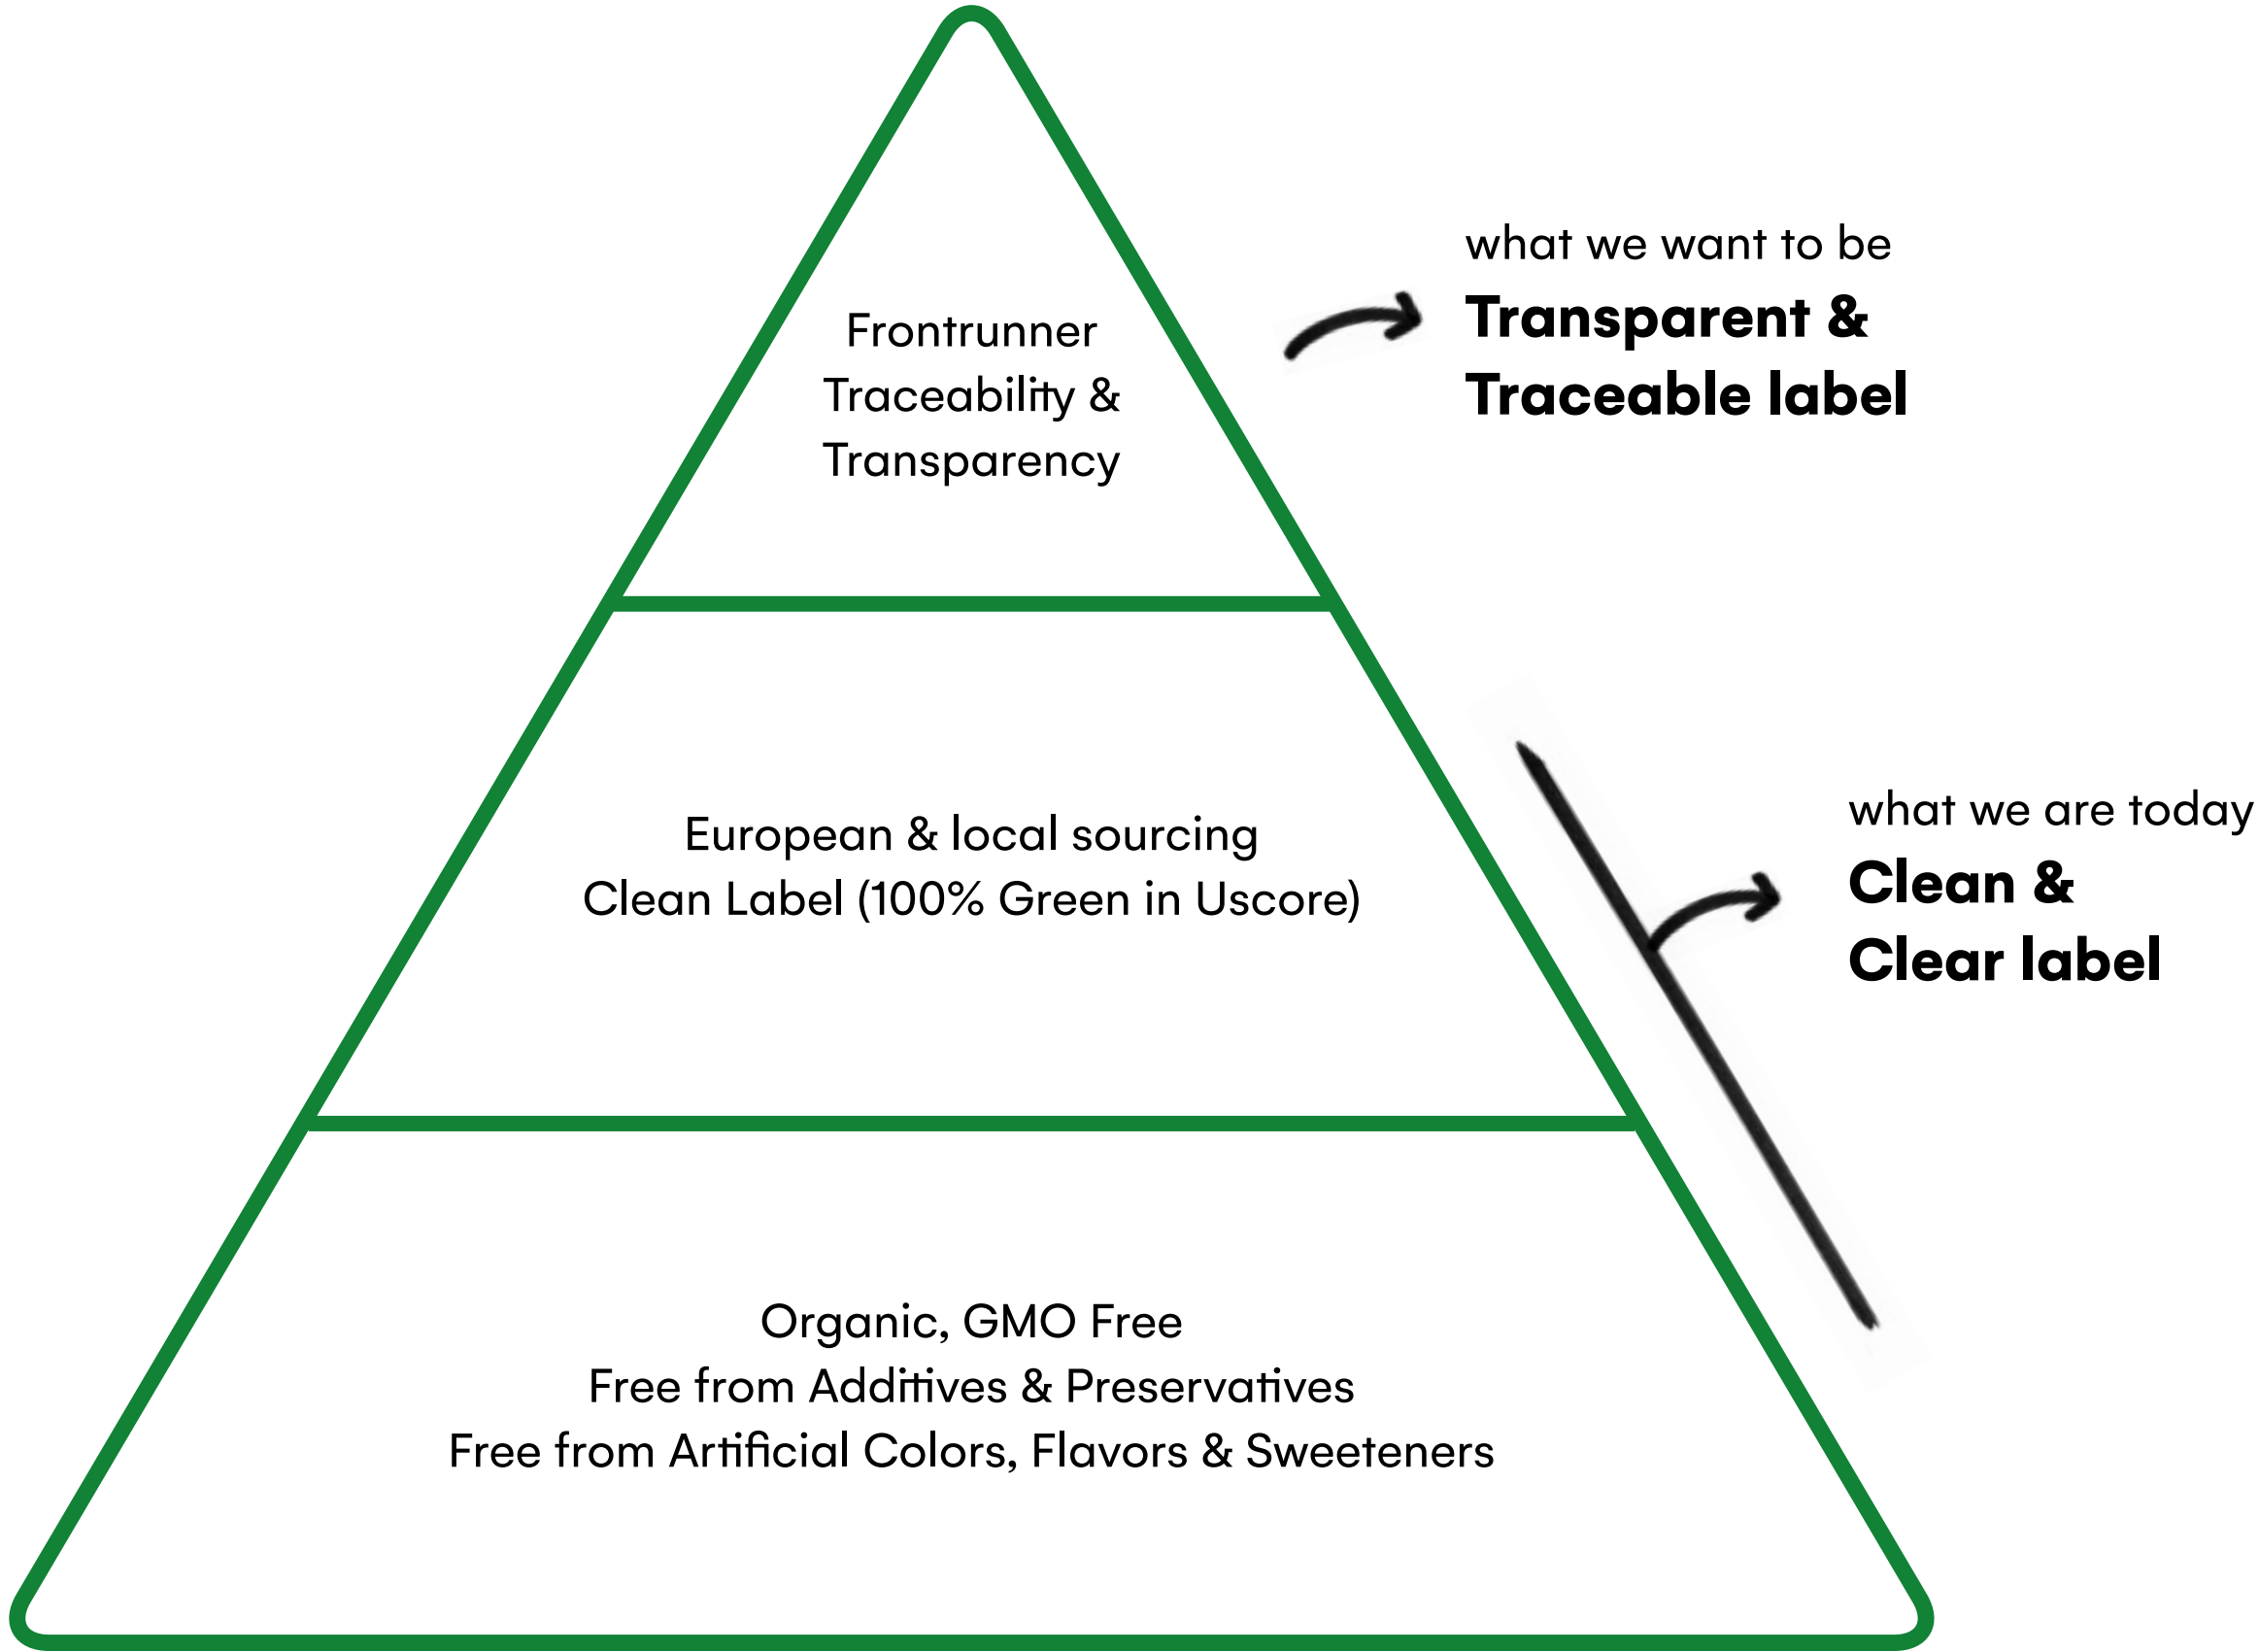 what we want to be
Transparent &
Traceable label
Frontrunner
Traceability &
Transparency
what we are today
Clean &
Clear label
European & local sourcing
Clean Label (100% Green in Uscore)
Organic, GMO Free
Free from Additives & Preservatives
Free from Artificial Colors, Flavors & Sweeteners